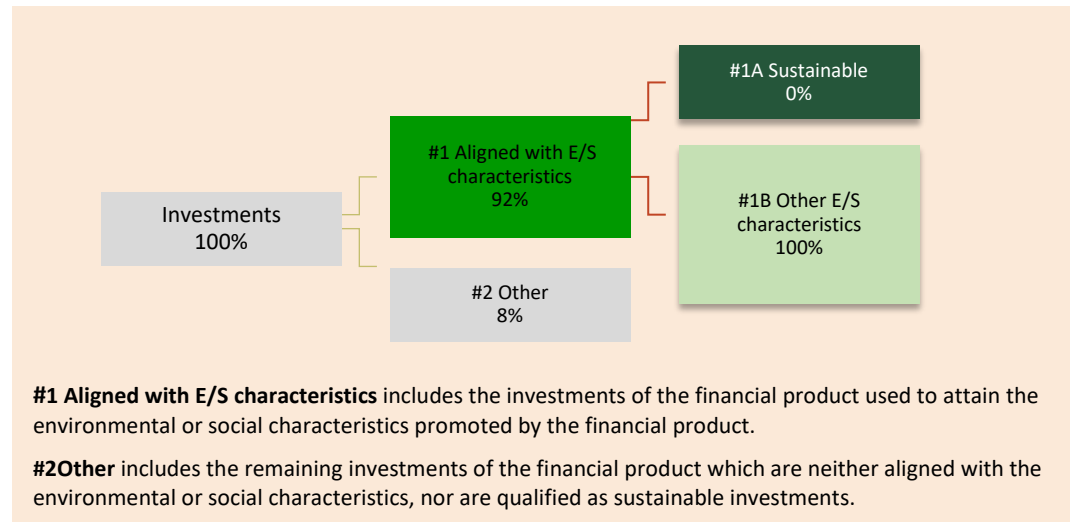 Investments
100%
#1 Aligned with E/S
characteristics
92%
#2 Other
8%
#1A Sustainable
0%
#1B Other E/S
characteristics
100%
#1 Aligned with E/S characteristics includes the investments of the financial product used to attain the
environmental or social characteristics promoted by the financial product.
#2Other includes the remaining investments of the financial product which are neither aligned with the
environmental or social characteristics, nor are qualified as sustainable investments.